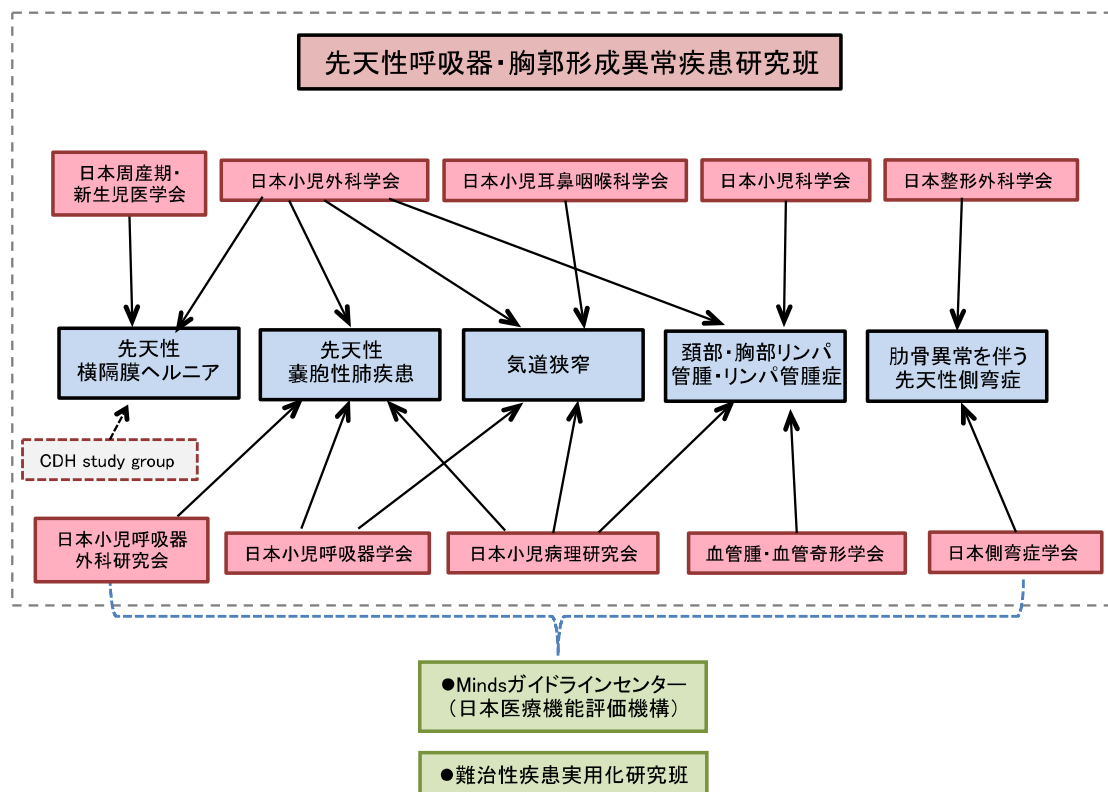 先天性呼吸器・胸郭形成異常疾患研究班
日本周産期・
新生児医学会
日本小児外科学会
日本小児耳鼻咽喉科学会
日本小児科学会
日本整形外科学会
先天性
横隔膜ヘルニア
先天性
嚢胞性肺疾患
気道狭窄
頚部・胸部リンパ
管腫・リンパ管腫症
肋骨異常を伴う
先天性側弯症
CDH study group
日本小児呼吸器
外科研究会
日本小児呼吸器学会
日本小児病理研究会
血管腫・血管奇形学会
日本側弯症学会
●Mindsガイドラインセンター
（日本医療機能評価機構）
●難治性疾患実用化研究班